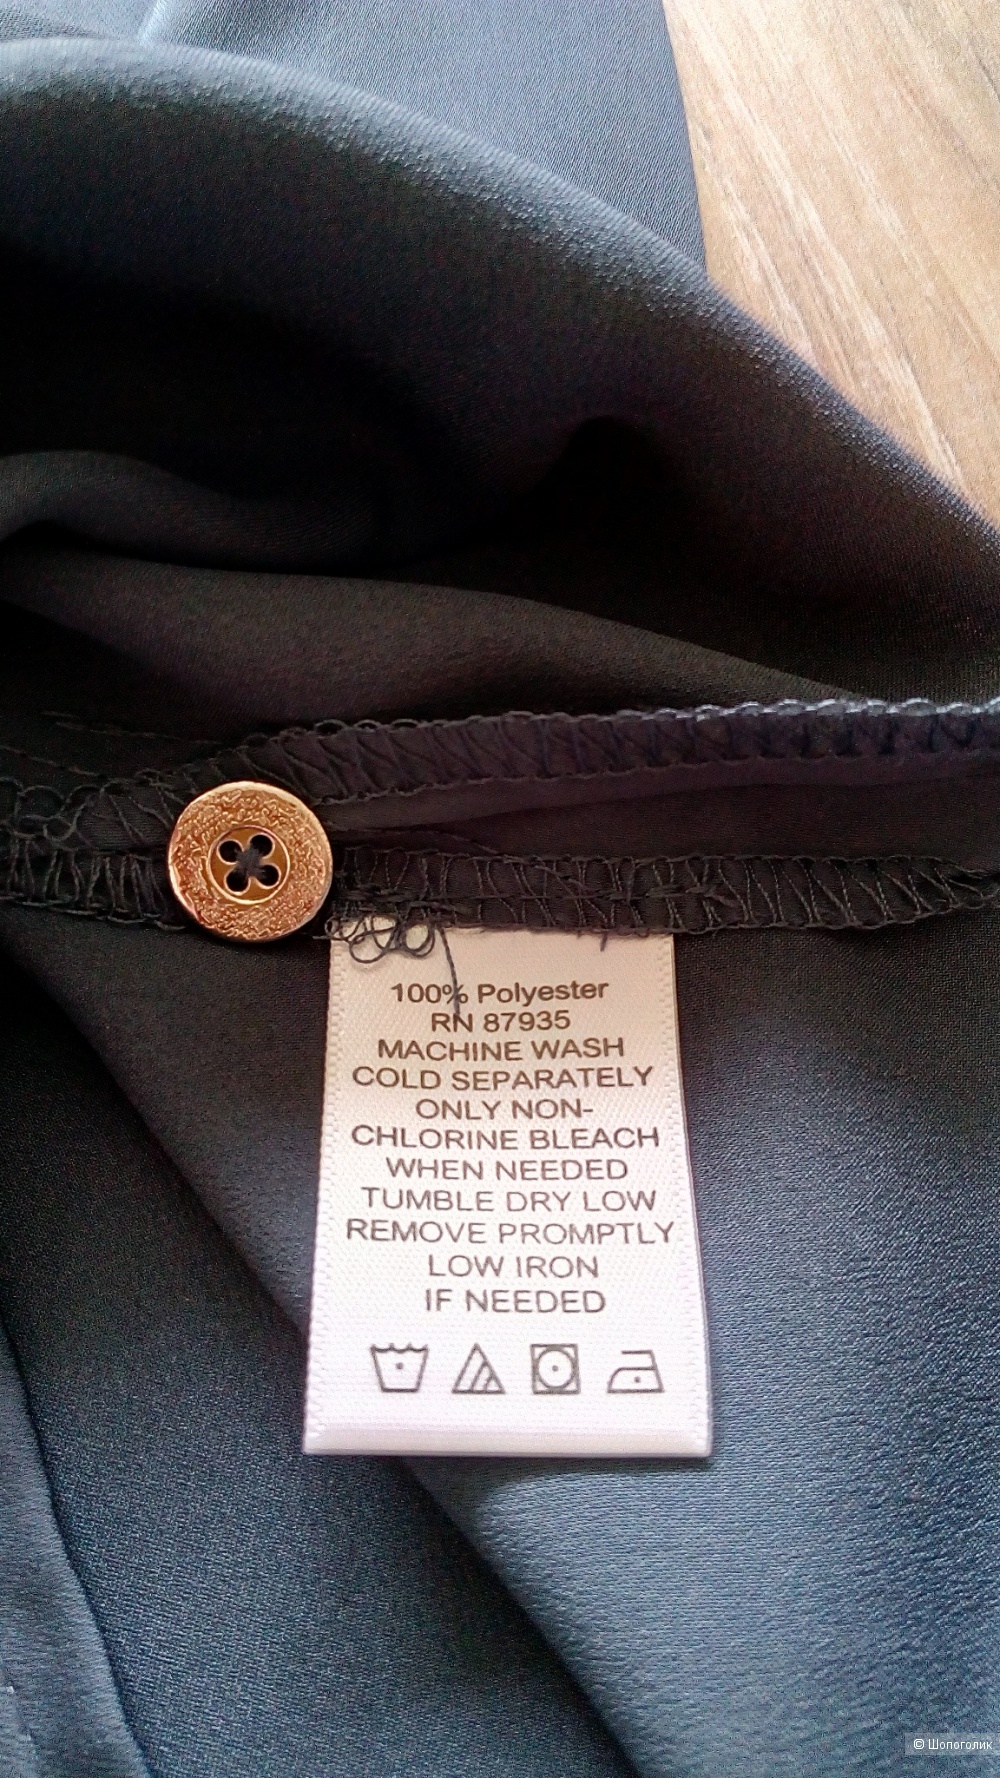 100% Polyester
RN 87935
MACHINE WASH
COLD SEPARATELY
ONLY NON-
CHLORINE BLEACH
WHEN NEEDED
TUMBLE DRY LOW
REMOVE PROMPTLY
LOW IRON
IF NEEDED
© Шопоголик